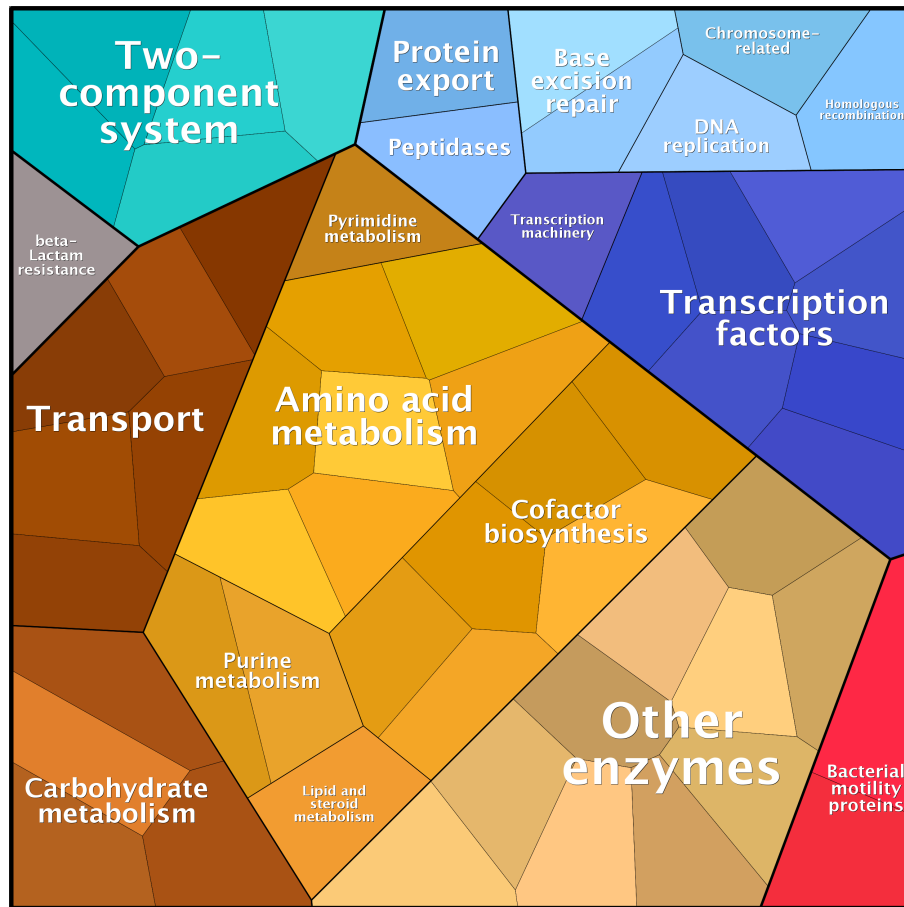 Two-
component
system
Protein
export
Peptidases
Base
excision
repair
Chromosome-
related
Homologous
recombination
DNA
replication
beta-
Lactam
resistance
Pyrimidine
metabolism
Transcription
machinery
Transcription
factors
Transport
Amino acid
metabolism
Cofactor
biosynthesis
Purine
metabolism
Other
enzymes
Carbohydrate
metabolism
Lipid and
steroid
metabolism
Bacterial
motility
proteins